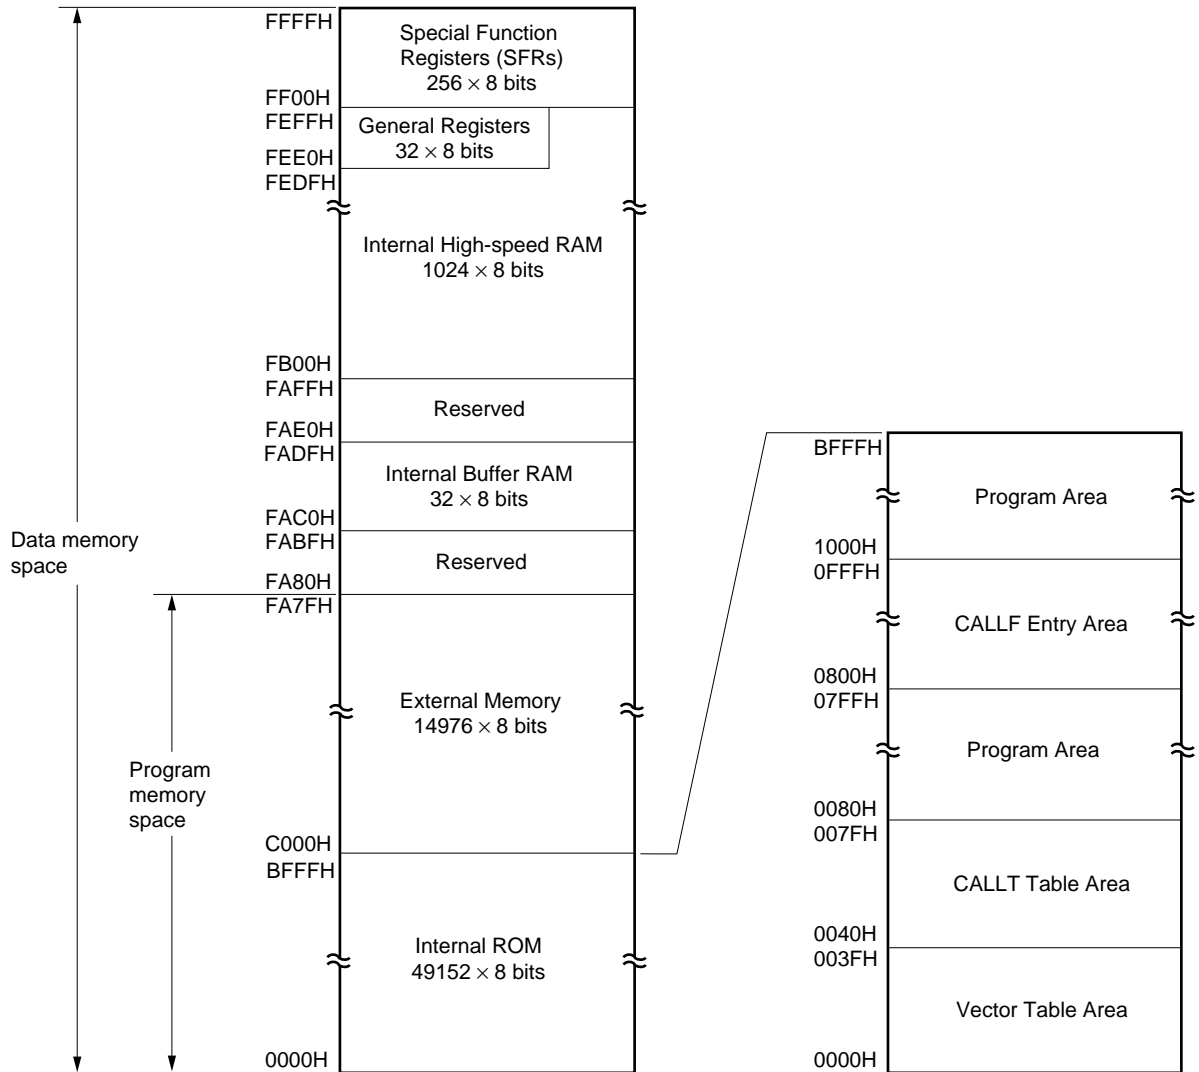 FFFFH
Special Function
Registers (SFRs)
256 × 8 bits
FF00H
FEFFH
General Registers
32 × 8 bits
FEE0H
FEDFH
Internal High-speed RAM
1024 × 8 bits
FB00H
FAFFH
Reserved
FAE0H
FADFH
Internal Buffer RAM
32 × 8 bits
FAC0H
FABFH
Reserved
FA80H
FA7FH
Data memory
space
External Memory
14976 × 8 bits
Program
memory
space
C000H
BFFFH
Internal ROM
49152 × 8 bits
0000H
BFFFH
Program Area
1000H
0FFFH
CALLF Entry Area
0800H
07FFH
Program Area
0080H
007FH
CALLT Table Area
0040H
003FH
Vector Table Area
0000H